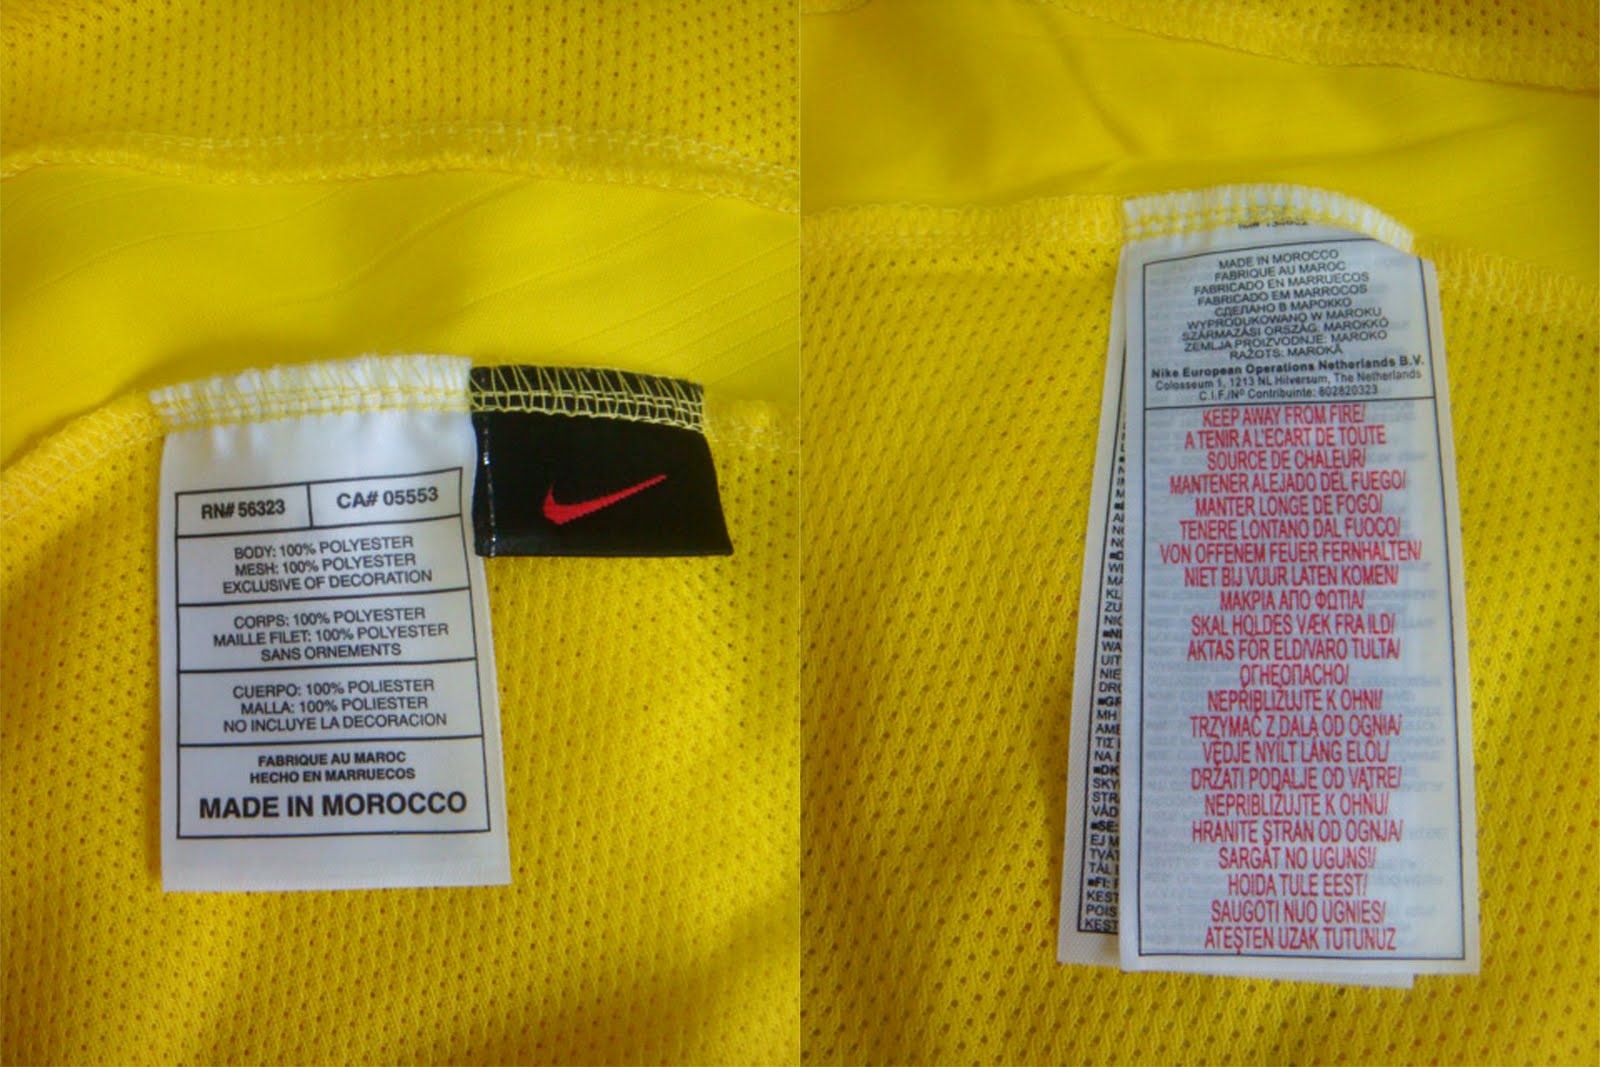 RN# 56323
CA# 05553
BODY: 100% POLYESTER
MESH: 100% POLYESTER
EXCLUSIVE OF DECORATION
CORPS: 100% POLYESTER
MAILLE FILET: 100% POLYESTER
SANS ORNEMENTS
CUERPO: 100% POLIESTER
MALLA: 100% POLIESTER
NO INCLUYE LA DECORACION
FABRIQUE AU MAROC
HECHO EN MARRUECOS
MADE IN MOROCCO
MADE IN MOROCCO
FABRIQUE AU MAROC
FABRICADO EN MARRUECOS
FABRICADO EM MARROCOS
СДЕЛАНО В МАРОККО
WYPRODUKOWANO W MAROKU
SZÁRMAZÁSI ORSZÁG: MAROKKÓ
ZEMLJA PROIZVODNJE: MAROKO
RAŽOTS: MAROKĀ
Nike European Operations Netherlands B.V.
Colosseum 1, 1213 NL Hilversum, The Netherlands
C.I.F./Nº Contribuinte: 802820323
KEEP AWAY FROM FIRE/
A TENIR A L'ECART DE TOUTE
SOURCE DE CHALEUR/
MANTENER ALEJADO DEL FUEGO/
MANTER LONGE DE FOGO/
TENERE LONTANO DAL FUOCO/
VON OFFENEM FEUER FERNHALTEN/
NIET BIJ VUUR LATEN KOMEN/
ΜΑΚΡΙΑ ΑΠΟ ΦΩΤΙΑ/
SKAL HOLDES VÆK FRA ILD/
AKTAS FÖR ELD/VARO TULTA/
ОГНЕОПАСНО/
NEPŘIBLIŽUJTE K OHNI/
TRZYMAĆ Z DALA OD OGNIA/
VÉDJE NYÍLT LÁNG ELŐL/
DRŽATI PODALJE OD VATRE/
NEPRIBLIŽUJTE K OHŇU/
HRANITE STRAN OD OGNJA/
SARGĀT NO UGUNS!/
HOIDA TULE EEST/
SAUGOTI NUO UGNIES/
ATEŞTEN UZAK TUTUNUZ